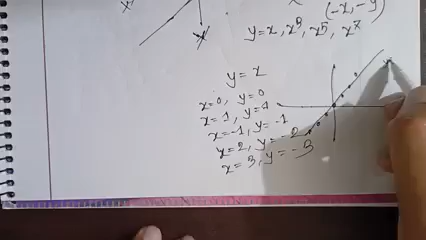 (-x, -y)
y=x, x³, x⁵, x⁷
y = x
x=0, y=0
x=1, y=1
x=-1, y=-1
x=2, y=-2
x=3, y=-3